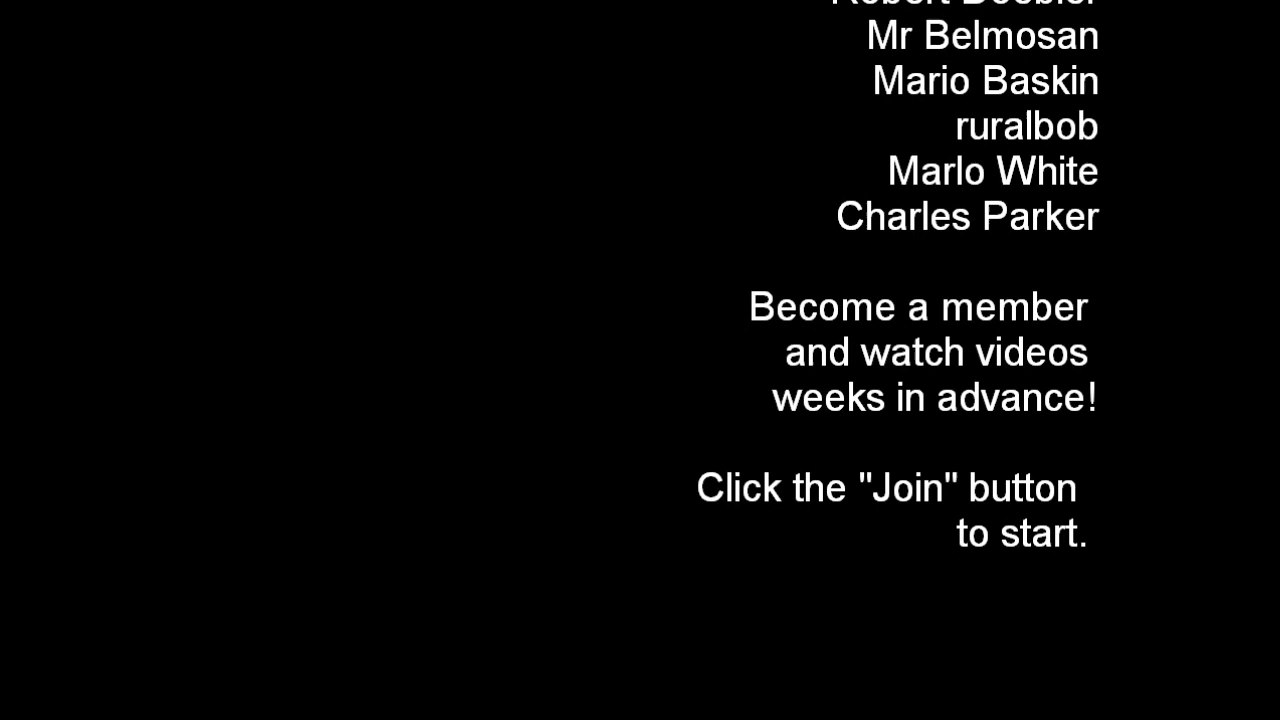 Mr Belmosan
Mario Baskin
ruralbob
Marlo White
Charles Parker
Become a member
and watch videos
weeks in advance!
Click the "Join" button
to start.